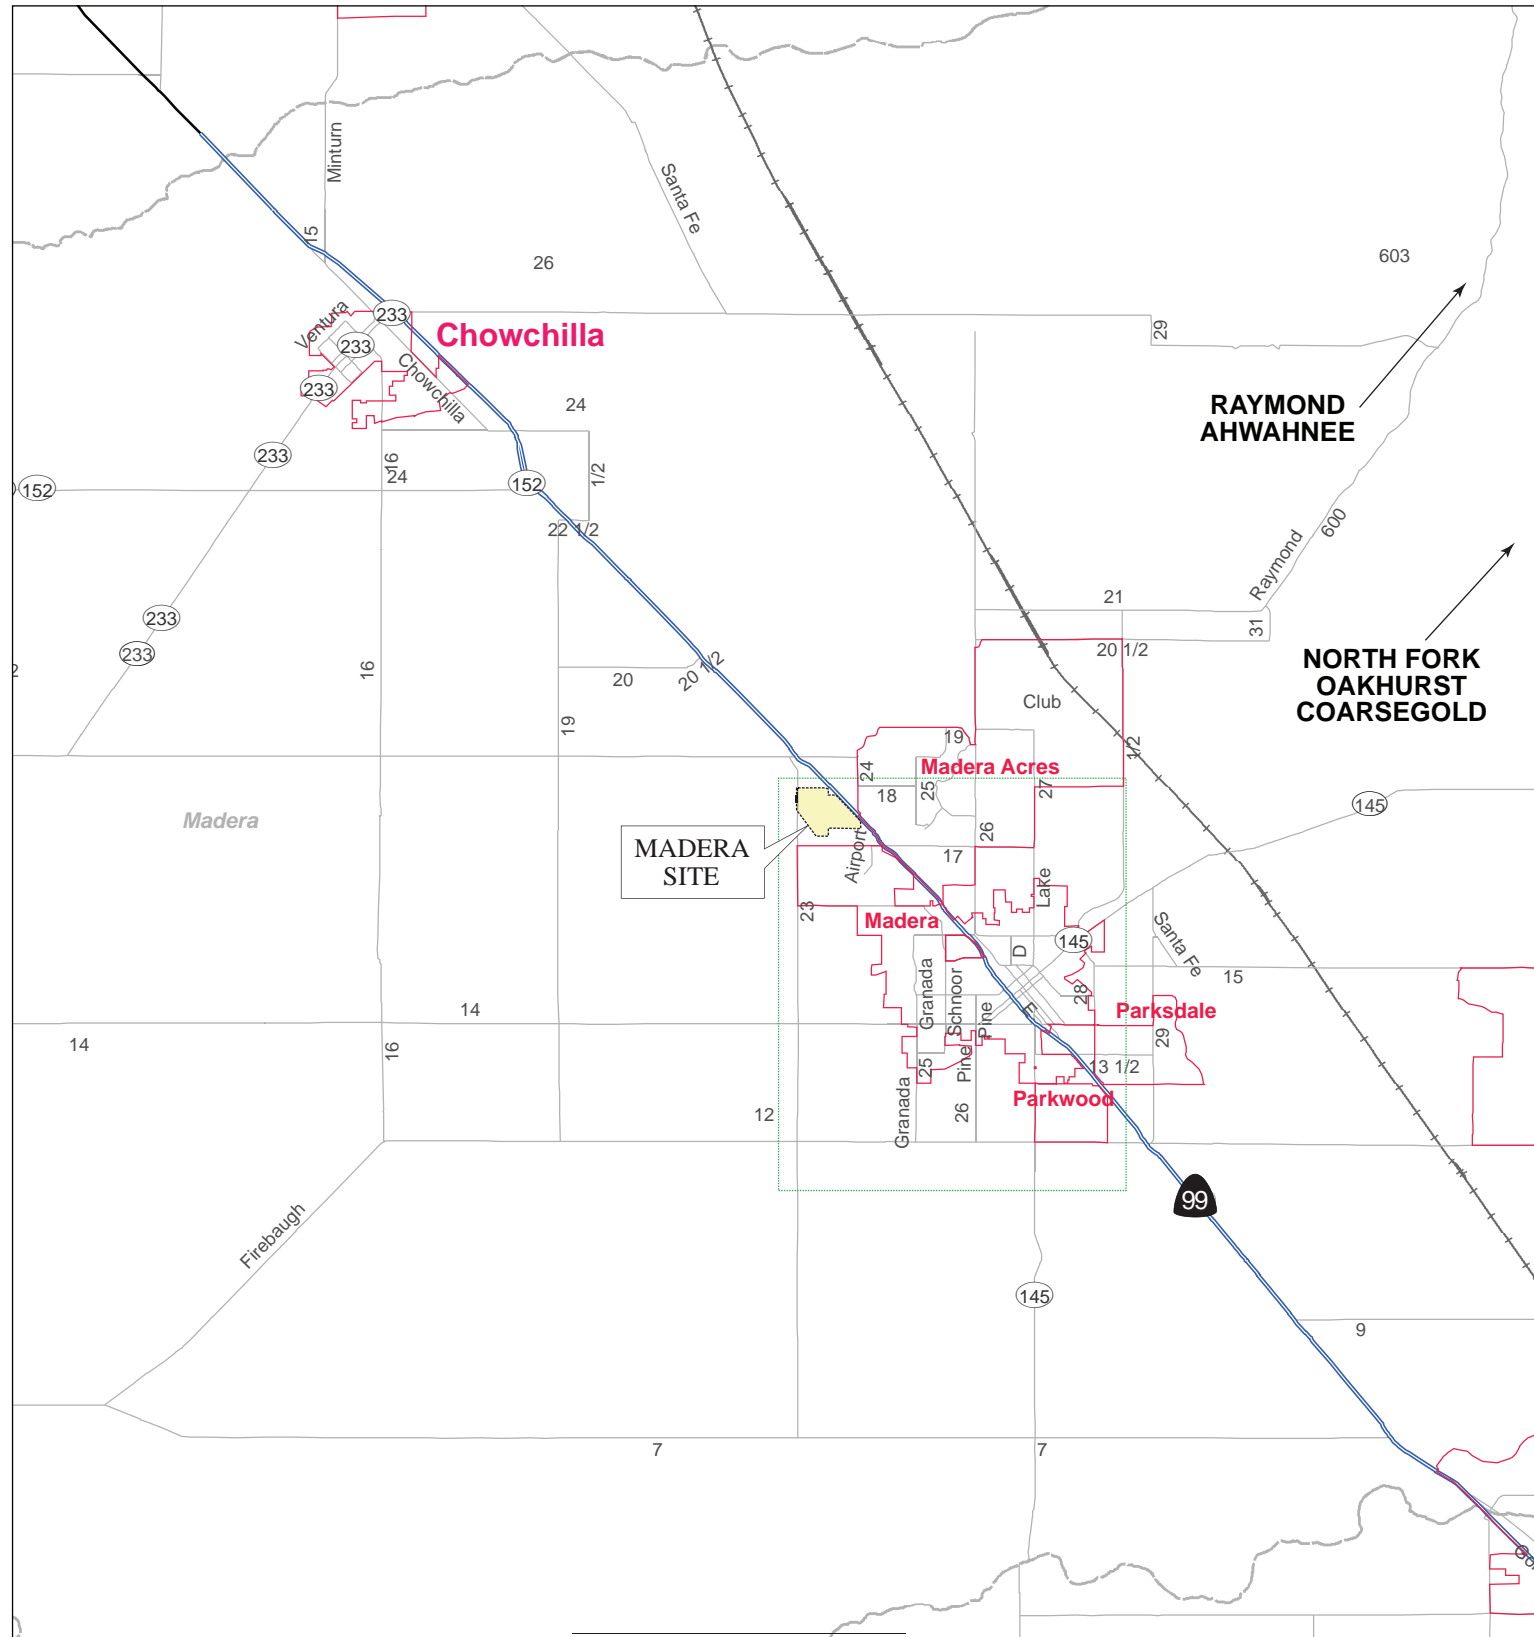 Minturn
Santa Fe
15
26
603
Ventura
233
Chowchilla
29
233
Chowchilla
233
RAYMOND
AHWAHNEE
24
233
16
24
1/2
152
152
22 1/2
600
Raymond
21
233
31
233
20 1/2
16
20
20 1/2
NORTH FORK
OAKHURST
COARSEGOLD
Club
19
19
1/2
24
Madera Acres
18
25
27
145
Madera
26
MADERA
SITE
Airport
17
Lake
23
Madera
Santa Fe
D
145
15
Granada
Schnoor
28
Pine
E
Parksdale
14
14
16
29
25
Pine
13 1/2
Parkwood
12
Granada
26
99
Firebaugh
145
9
7
7